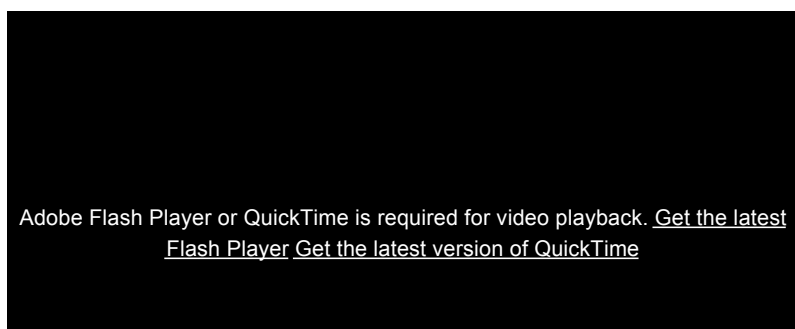 Adobe Flash Player or QuickTime is required for video playback. Get the latest
Flash Player Get the latest version of QuickTime